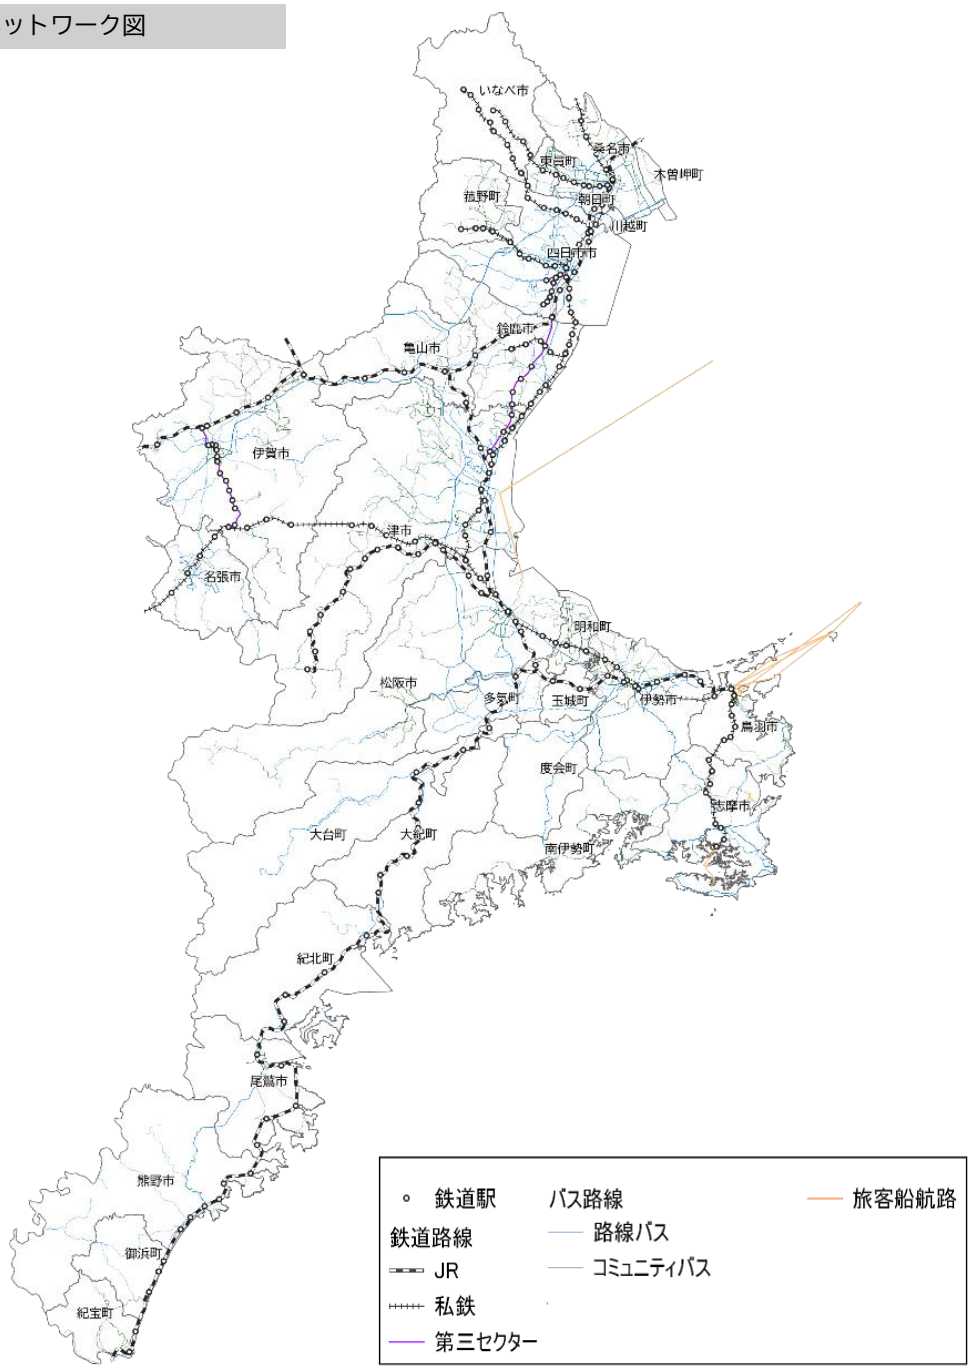 ットワーク図
いなべ市
桑名市
東員町
木曽岬町
菰野町
朝日町
川越町
四日市市
鈴鹿市
亀山市
伊賀市
津市
名張市
明和町
松阪市
多気町
玉城町
伊勢市
鳥羽市
度会町
志摩市
大台町
大紀町
南伊勢町
紀北町
尾鷲市
熊野市
御浜町
紀宝町
鉄道駅
鉄道路線
JR
私鉄
第三セクター
バス路線
路線バス
コミュニティバス
旅客船航路